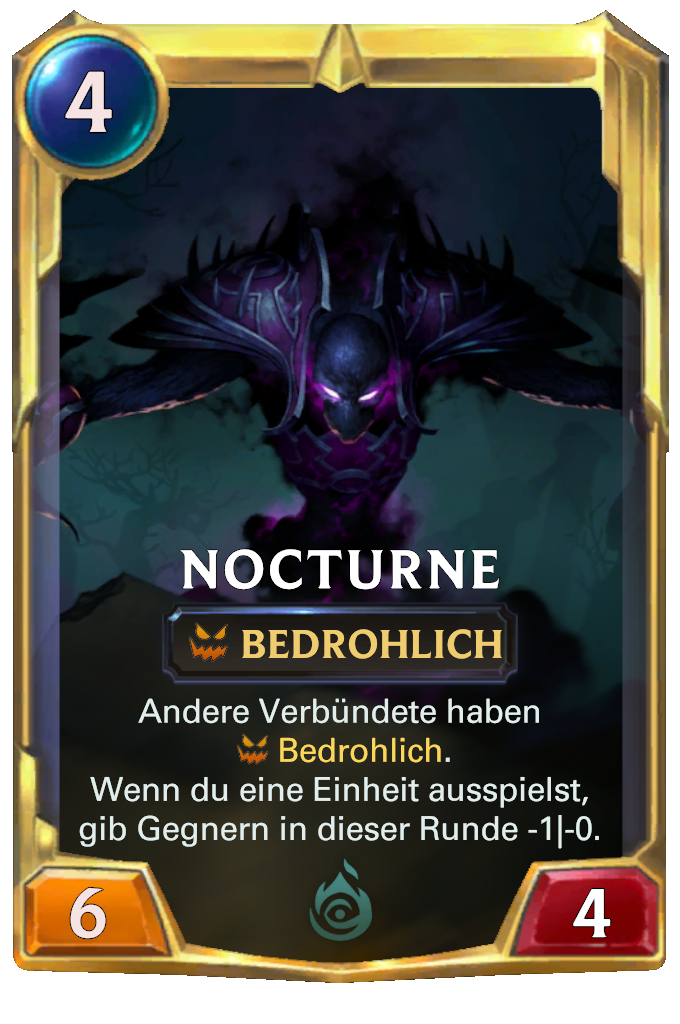 4
NOCTURNE
BEDROHLICH
Andere Verbündete haben
Bedrohlich.
Wenn du eine Einheit ausspielst,
gib Gegnern in dieser Runde -1|-0.
6
4